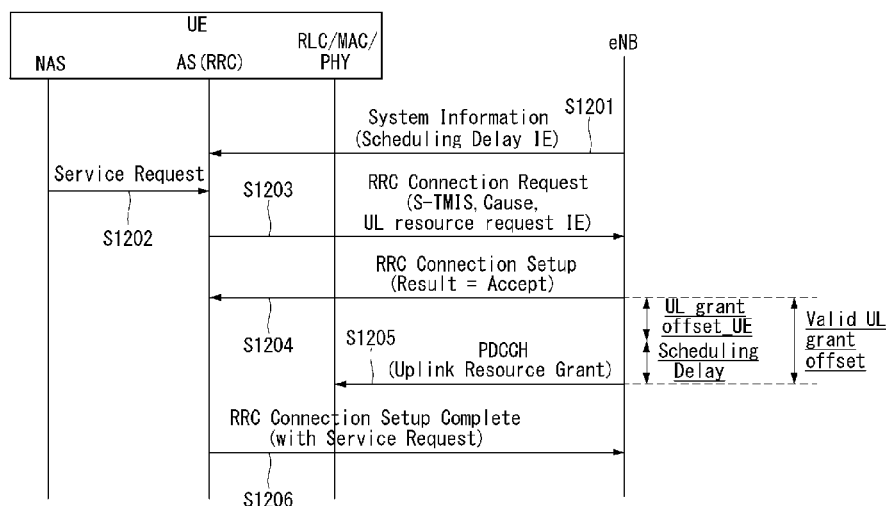 UE
NAS
AS(RRC)
RLC/MAC/
PHY
eNB
System Information
(Scheduling Delay IE)
S1201
Service Request
S1202
S1203
RRC Connection Request
(S-TMIS, Cause,
UL resource request IE)
RRC Connection Setup
(Result = Accept)
S1204
UL grant
offset_UE
Valid UL
grant
offset
S1205
PDCCH
(Uplink Resource Grant)
Scheduling
Delay
RRC Connection Setup Complete
(with Service Request)
S1206